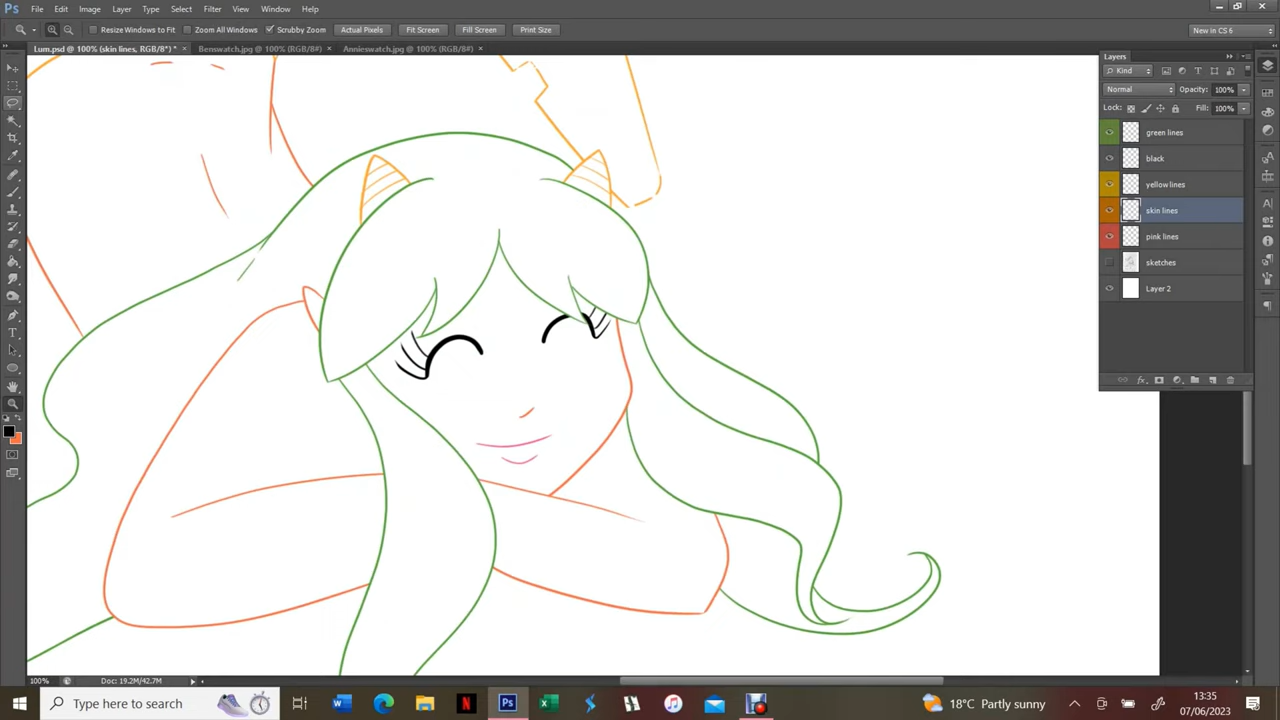 Ps File Edit Image Layer Type Select Filter View Window Help
Resize Windows to Fit Zoom All Windows Scrubby Zoom Actual Pixels Fit Screen Fill Screen Print Size New in CS 6
Lum.psd @ 100% (skin lines, RGB/8*) * × Benswatch.jpg @ 100% (RGB/8#) × Annieswatch.jpg @ 100% (RGB/8#) ×
Layers
Kind
Normal Opacity: 100%
Lock: Fill: 100%
green lines
black
yellow lines
skin lines
pink lines
sketches
Layer 2
100% Doc: 19.2M/42.7M
Type here to search
18°C Partly sunny
13:35
07/06/2023